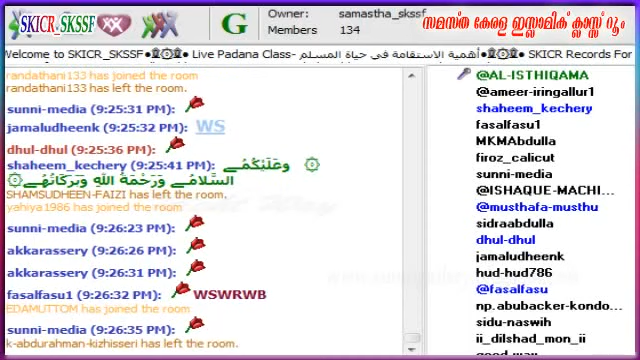 SKICR_SKSSF
G
Owner: samastha_skssf
Members 134
സമസ്ത കേരള ഇസ്ലാമിക് ക്ലാസ്സ് റൂം
Welcome to SKICR_SKSSF●۩۞۩● Live Padana Class- أهمية الاستقامة في حياة المسلم ●۩۞۩● SKICR Records For
randathani133 has joined the room
randathani133 has left the room.
sunni-media (9:25:31 PM):
jamaludheenk (9:25:32 PM): WS
dhul-dhul (9:25:36 PM):
shaheem_kechery (9:25:41 PM): ۞ وَعَلَيْكُمُـے
السَّلامُـے وَرَحْمَةُ اللهِ وَبَرَكَاتُهُـے۞
SHAMSUDHEEN-FAIZI has left the room.
yahiya1986 has joined the room
sunni-media (9:26:23 PM):
akkarassery (9:26:26 PM):
akkarassery (9:26:31 PM):
fasalfasu1 (9:26:32 PM): WSWRWB
EDAMUTTOM has joined the room
sunni-media (9:26:35 PM):
k-abdurahman-kizhisseri has left the room.
@AL-ISTHIQAMA
@ameer-iringallur1
shaheem_kechery
fasalfasu1
MKMAbdulla
firoz_calicut
sunni-media
@ISHAQUE-MACHI...
@musthafa-musthu
sidraabdulla
dhul-dhul
jamaludheenk
hud-hud786
@fasalfasu
np.abubacker-kondo...
sidu-naswih
ii_dilshad_mon_ii